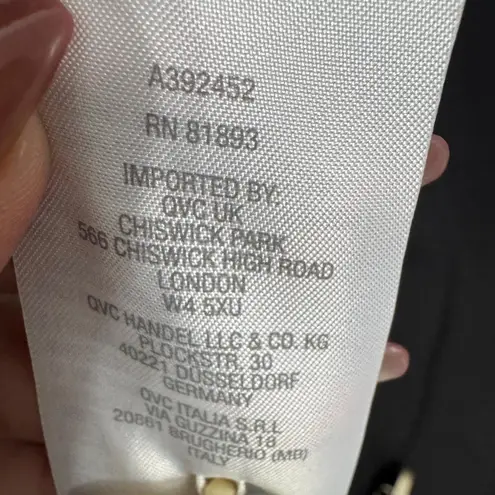 A392452
RN 81893
IMPORTED BY:
QVC UK
CHISWICK PARK
566 CHISWICK HIGH ROAD
LONDON
W4 5XU
QVC HANDEL LLC & CO. KG
PLOCKSTR. 30
40221 DÜSSELDORF
GERMANY
QVC ITALIA S.R.L
VIA GUZZINA 18
20861 BRUGHERIO (MB)
ITALY